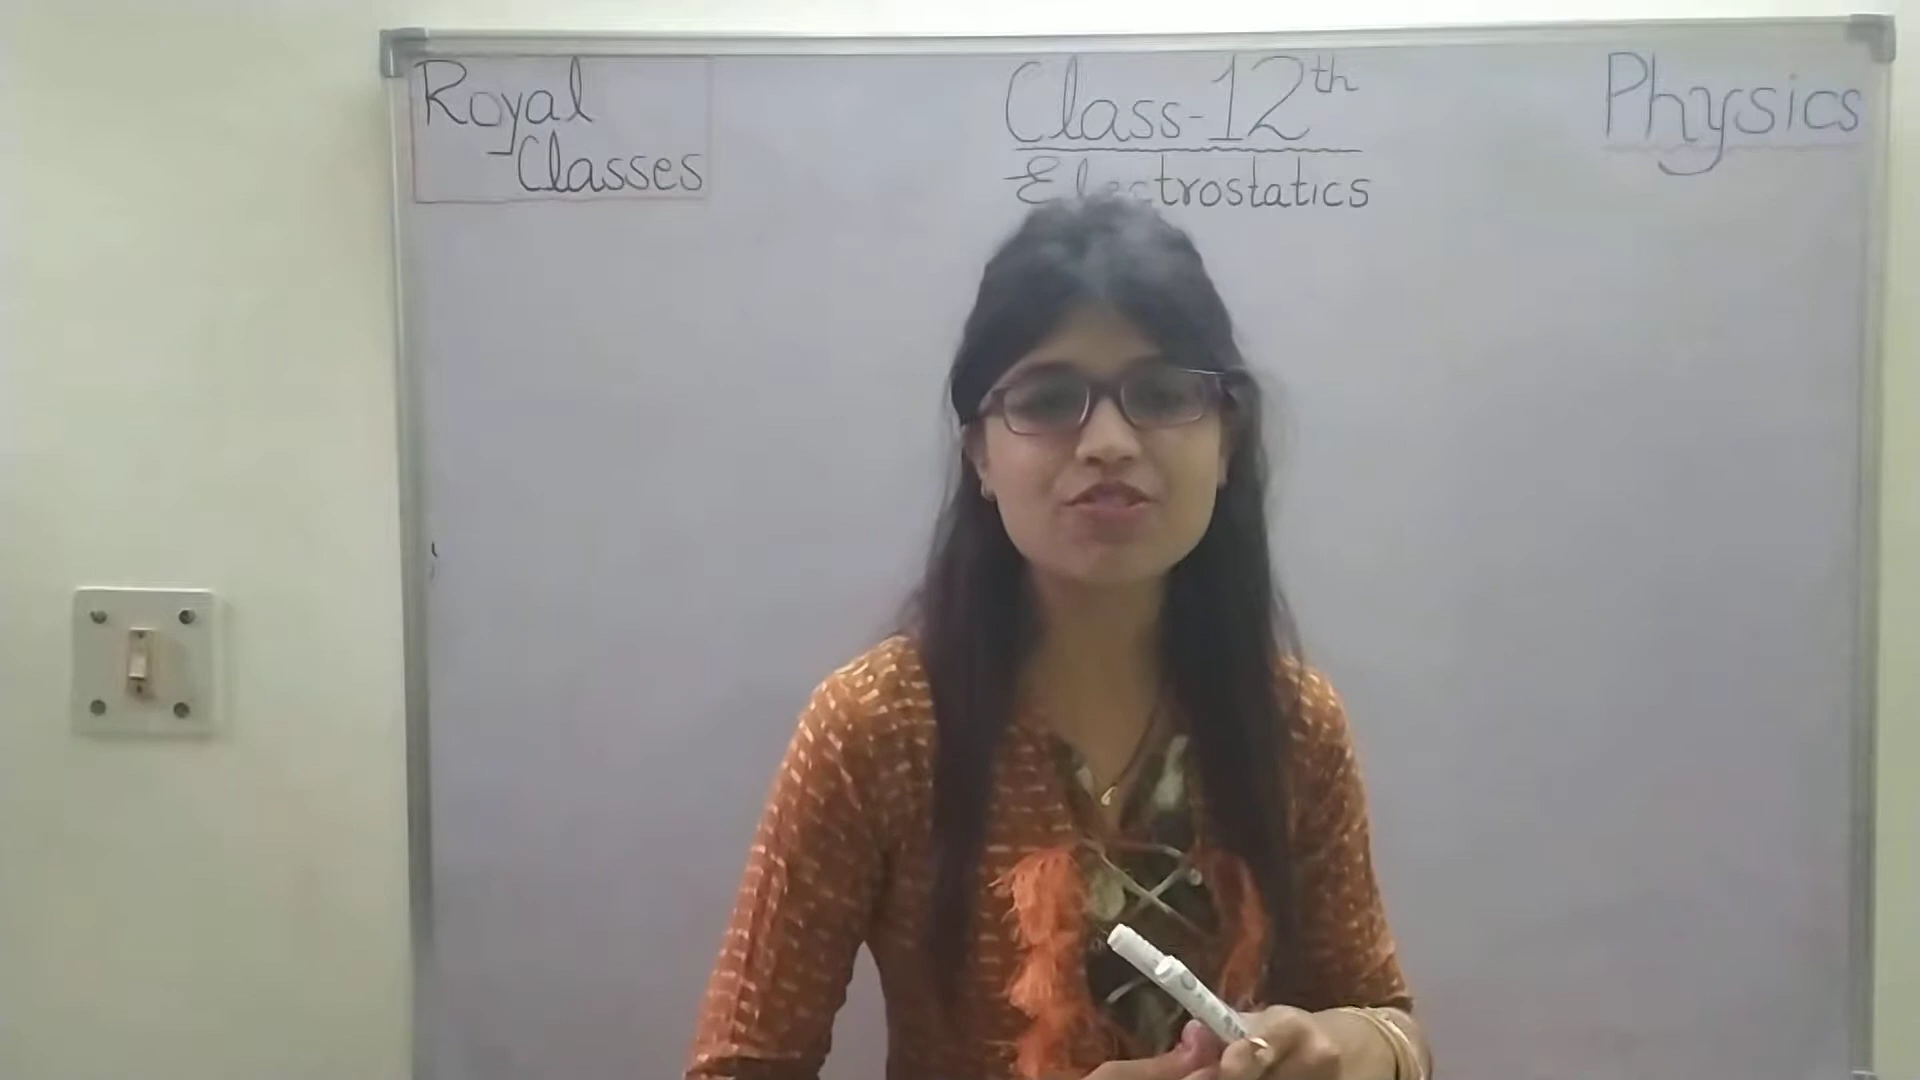 Royal
Classes
Class-12th
Electrostatics
Physics